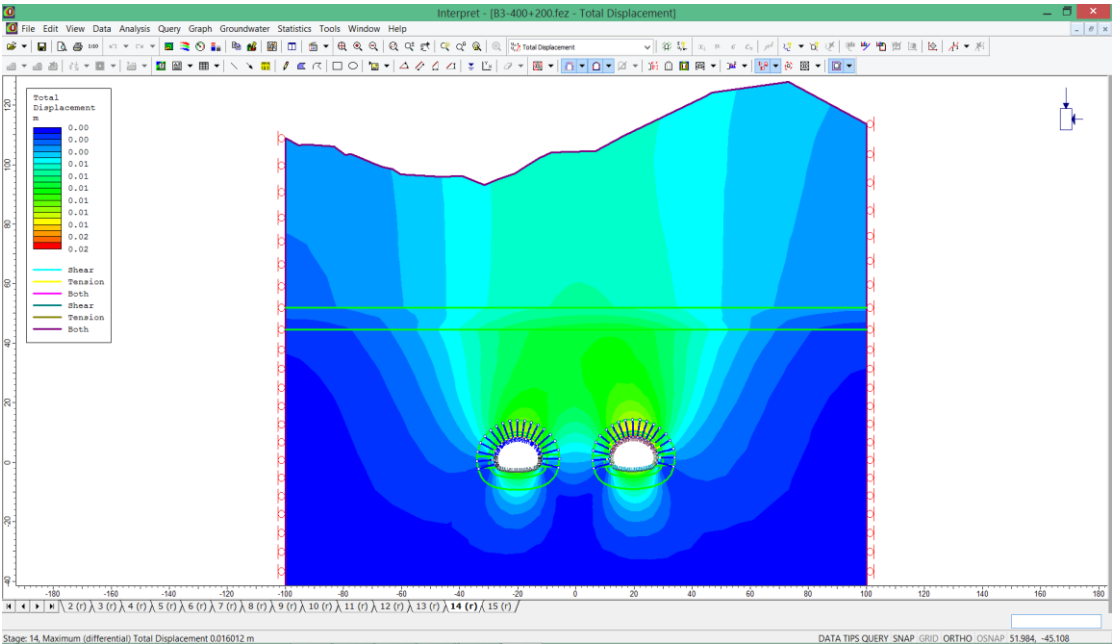 Interpret - [B3-400+200.fez - Total Displacement]
File Edit View Data Analysis Query Graph Groundwater Statistics Tools Window Help
Total Displacement
Total
Displacement
m
0.00
0.00
0.00
0.01
0.01
0.01
0.01
0.01
0.01
0.02
0.02
Shear
Tension
Both
Shear
Tension
Both
120
100
80
60
40
20
0
-20
-40
-180 -160 -140 -120 -100 -80 -60 -40 -20 0 20 40 60 80 100 120 140 160 180
2 (r) 3 (r) 4 (r) 5 (r) 6 (r) 7 (r) 8 (r) 9 (r) 10 (r) 11 (r) 12 (r) 13 (r) 14 (r) 15 (r)
Stage: 14, Maximum (differential) Total Displacement 0.016012 m
DATA TIPS QUERY SNAP GRID ORTHO OSNAP 51.984, -45.108